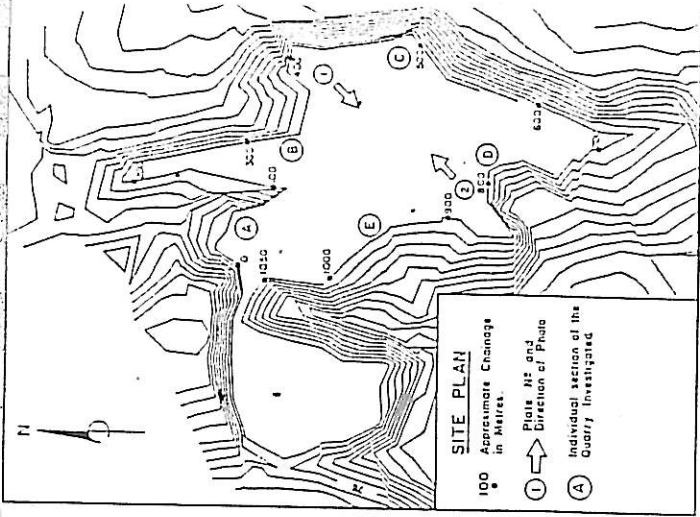 N
A
B
C
D
E
1
2
0
100
300
500
600
800
900
1000
1050
SITE PLAN
100 Approximate Chainage
in Metres.
1 Plate Nº and
Direction of Photo
A Individual section of the
Quarry Investigated